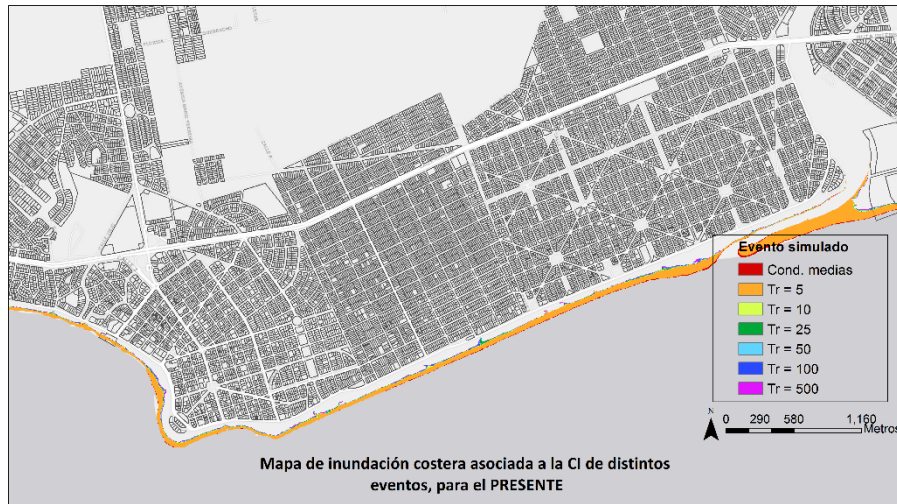 Evento simulado
Cond. medias
Tr = 5
Tr = 10
Tr = 25
Tr = 50
Tr = 100
Tr = 500
N
0 290 580 1,160
Metros
Mapa de inundación costera asociada a la CI de distintos
eventos, para el PRESENTE